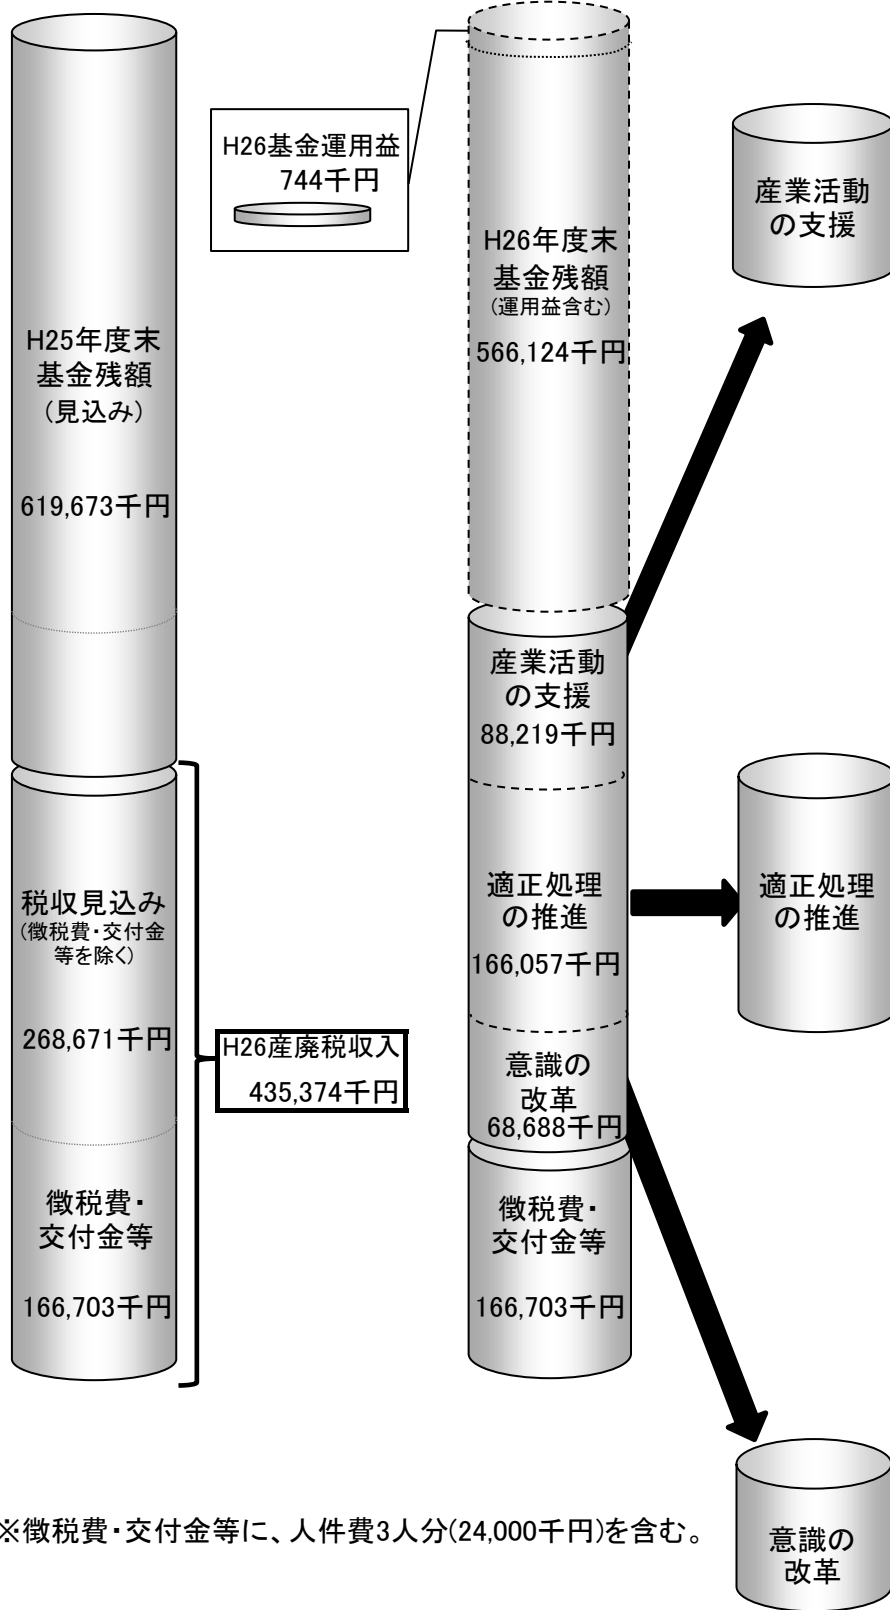 H25年度末
基金残額
(見込み)
619,673千円
税収見込み
(徴税費・交付金
等を除く)
268,671千円
徴税費・
交付金等
166,703千円
H26産廃税収入
435,374千円
H26基金運用益
744千円
H26年度末
基金残額
(運用益含む)
566,124千円
産業活動
の支援
88,219千円
適正処理
の推進
166,057千円
意識の
改革
68,688千円
徴税費・
交付金等
166,703千円
産業活動
の支援
適正処理
の推進
意識の
改革
※徴税費・交付金等に、人件費3人分(24,000千円)を含む。